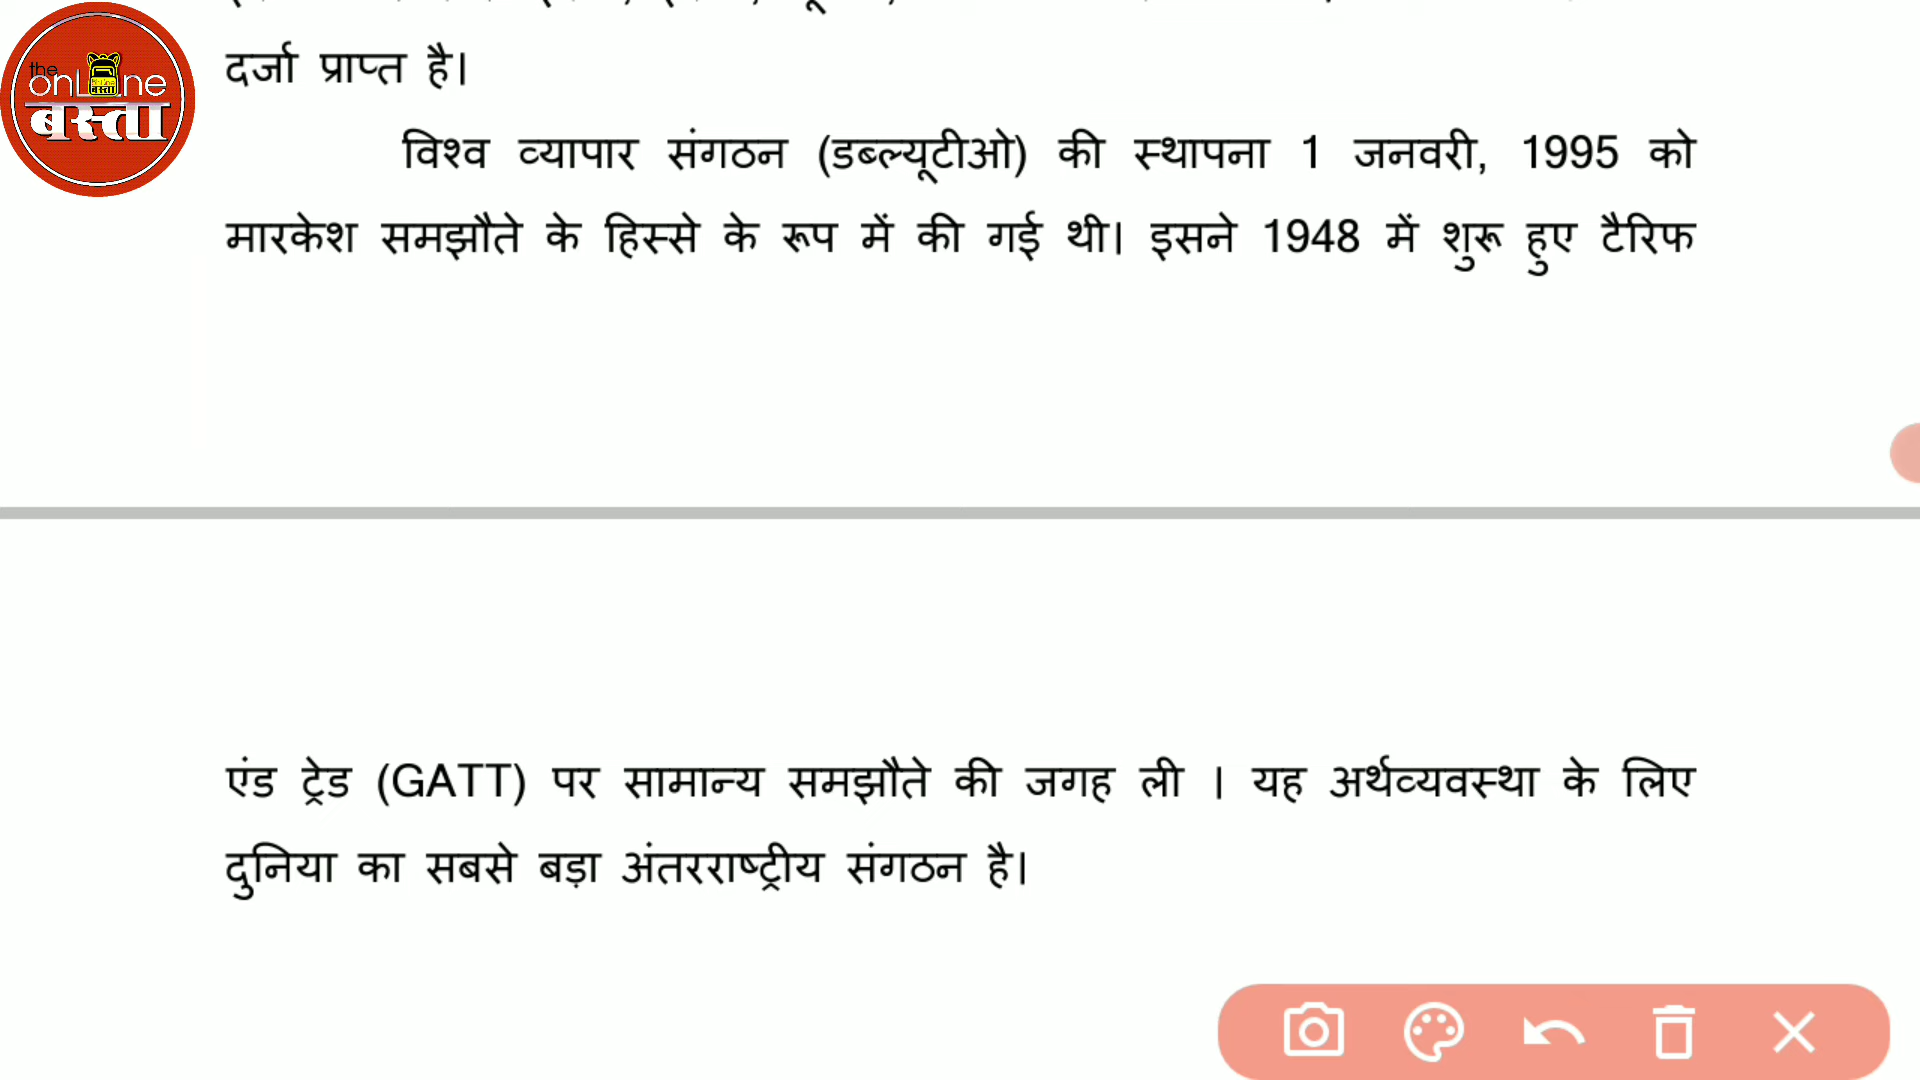 the
onLine
बस्ता
दर्जा प्राप्त है।
विश्व व्यापार संगठन (डब्ल्यूटीओ) की स्थापना 1 जनवरी, 1995 को
मारकेश समझौते के हिस्से के रूप में की गई थी। इसने 1948 में शुरू हुए टैरिफ
एंड ट्रेड (GATT) पर सामान्य समझौते की जगह ली । यह अर्थव्यवस्था के लिए
दुनिया का सबसे बड़ा अंतरराष्ट्रीय संगठन है।